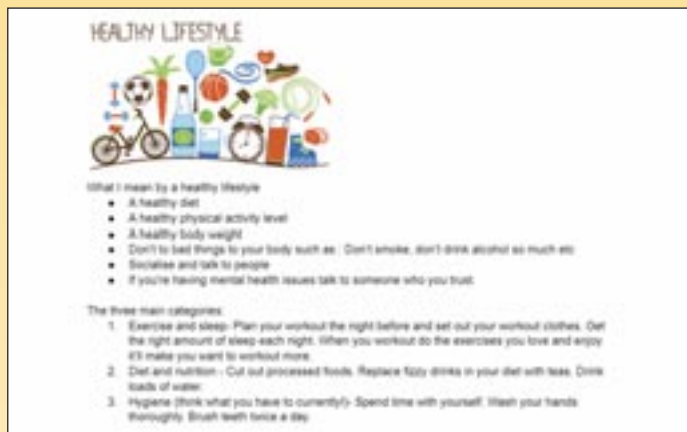 HEALTHY LIFESTYLE
What I mean by a healthy lifestyle
● A healthy diet
● A healthy physical activity level
● A healthy body weight
● Don't to bad things to your body such as : Don't smoke, don't drink alcohol so much etc
● Socialise and talk to people
● If you're having mental health issues talk to someone who you trust
The three main categories:
1. Exercise and sleep- Plan your workout the right before and set out your workout clothes. Get
the right amount of sleep each night. When you workout do the exercises you love and enjoy
it'll make you want to workout more.
2. Diet and nutrition - Cut out processed foods. Replace fizzy drinks in your diet with teas. Drink
loads of water.
3. Hygiene (think what you have to currently!)- Spend time with yourself. Wash your hands
thoroughly. Brush teeth twice a day.